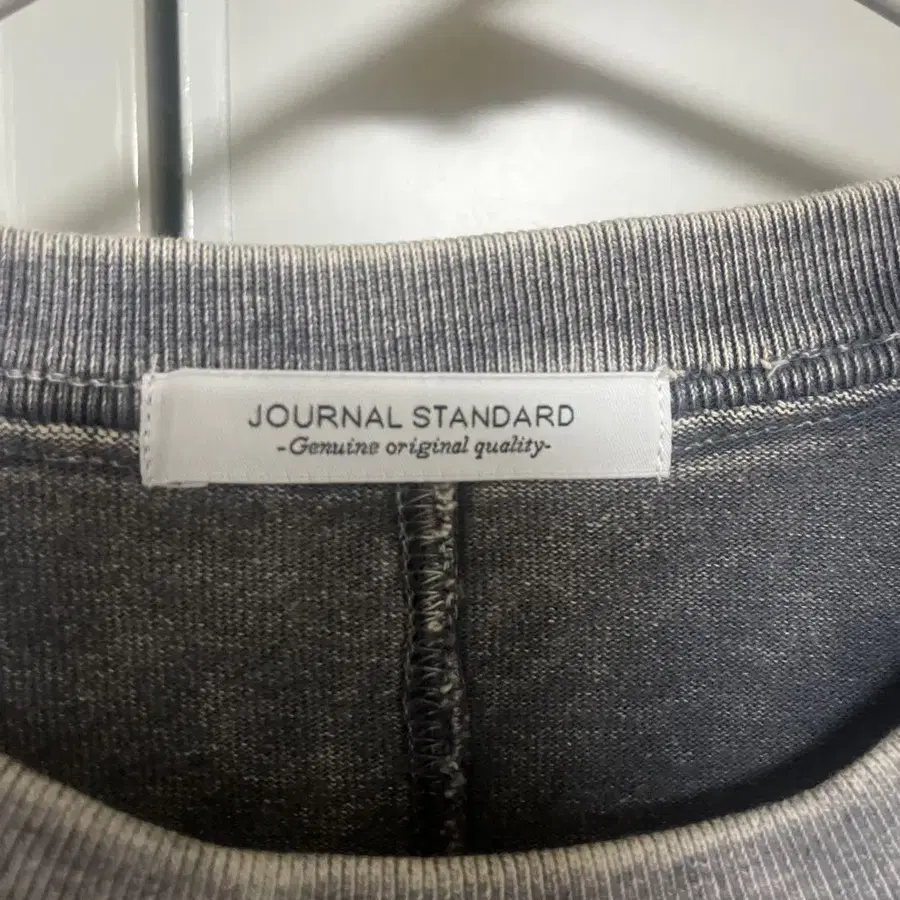 JOURNAL STANDARD
-Genuine original quality-